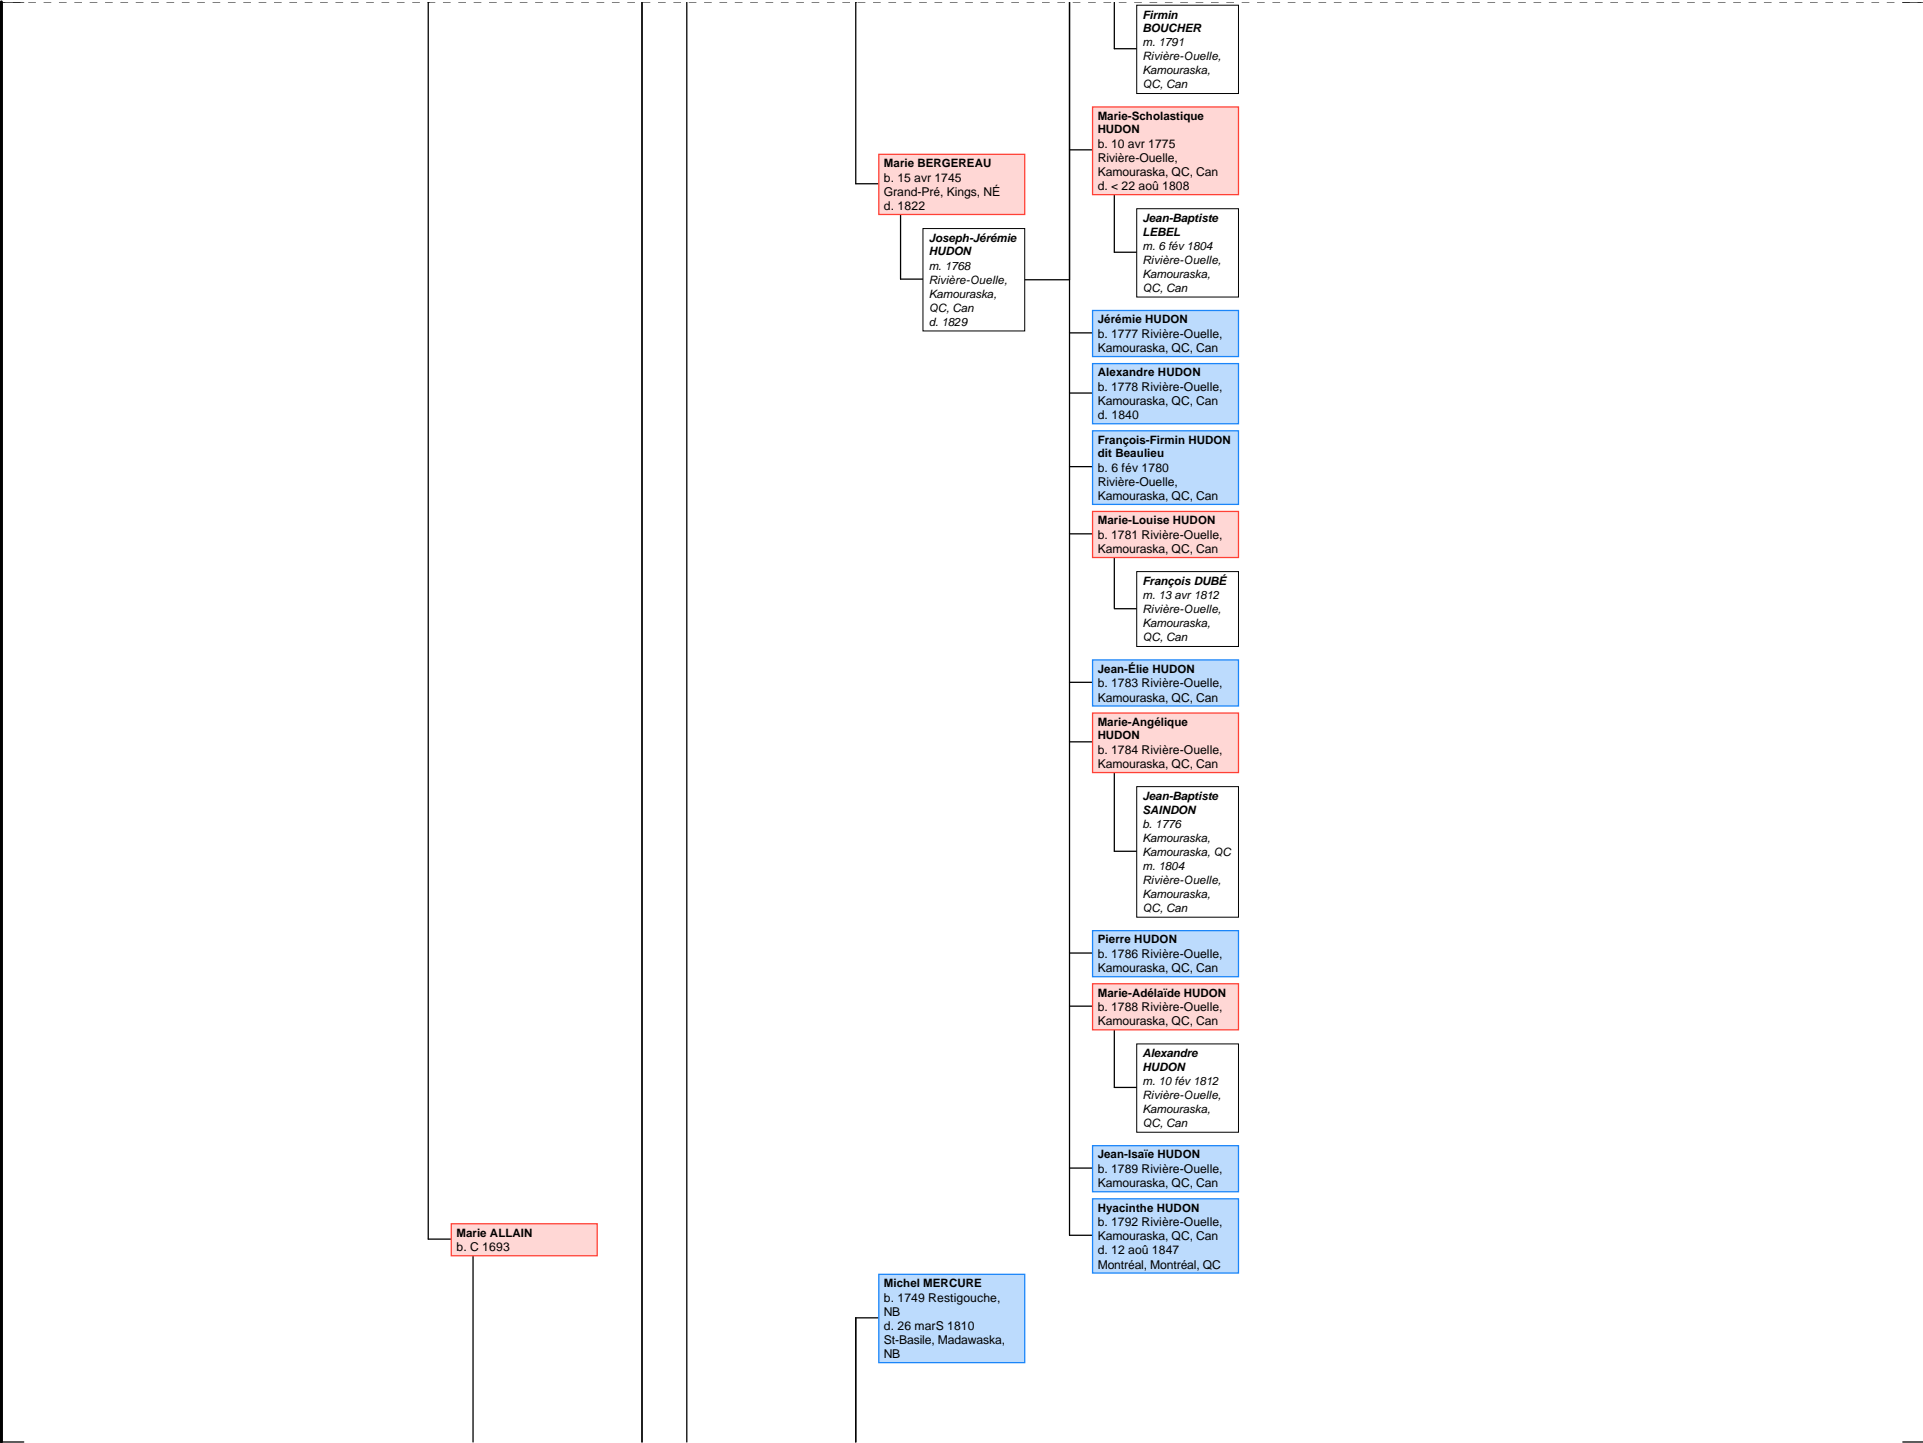 Firmin
BOUCHER
m. 1791
Rivière-Ouelle,
Kamouraska,
QC, Can
Marie-Scholastique
HUDON
b. 10 avr 1775
Rivière-Ouelle,
Kamouraska, QC, Can
d. < 22 aoû 1808
Marie BERGEREAU
b. 15 avr 1745
Grand-Pré, Kings, NÉ
d. 1822
Jean-Baptiste
LEBEL
m. 6 fév 1804
Rivière-Ouelle,
Kamouraska,
QC, Can
Joseph-Jérémie
HUDON
m. 1768
Rivière-Ouelle,
Kamouraska,
QC, Can
d. 1829
Jérémie HUDON
b. 1777 Rivière-Ouelle,
Kamouraska, QC, Can
Alexandre HUDON
b. 1778 Rivière-Ouelle,
Kamouraska, QC, Can
d. 1840
François-Firmin HUDON
dit Beaulieu
b. 6 fév 1780
Rivière-Ouelle,
Kamouraska, QC, Can
Marie-Louise HUDON
b. 1781 Rivière-Ouelle,
Kamouraska, QC, Can
François DUBÉ
m. 13 avr 1812
Rivière-Ouelle,
Kamouraska,
QC, Can
Jean-Élie HUDON
b. 1783 Rivière-Ouelle,
Kamouraska, QC, Can
Marie-Angélique
HUDON
b. 1784 Rivière-Ouelle,
Kamouraska, QC, Can
Jean-Baptiste
SAINDON
b. 1776
Kamouraska,
Kamouraska, QC
m. 1804
Rivière-Ouelle,
Kamouraska,
QC, Can
Pierre HUDON
b. 1786 Rivière-Ouelle,
Kamouraska, QC, Can
Marie-Adélaïde HUDON
b. 1788 Rivière-Ouelle,
Kamouraska, QC, Can
Alexandre
HUDON
m. 10 fév 1812
Rivière-Ouelle,
Kamouraska,
QC, Can
Jean-Isaïe HUDON
b. 1789 Rivière-Ouelle,
Kamouraska, QC, Can
Hyacinthe HUDON
b. 1792 Rivière-Ouelle,
Kamouraska, QC, Can
d. 12 aoû 1847
Montréal, Montréal, QC
Marie ALLAIN
b. C 1693
Michel MERCURE
b. 1749 Restigouche,
NB
d. 26 marS 1810
St-Basile, Madawaska,
NB